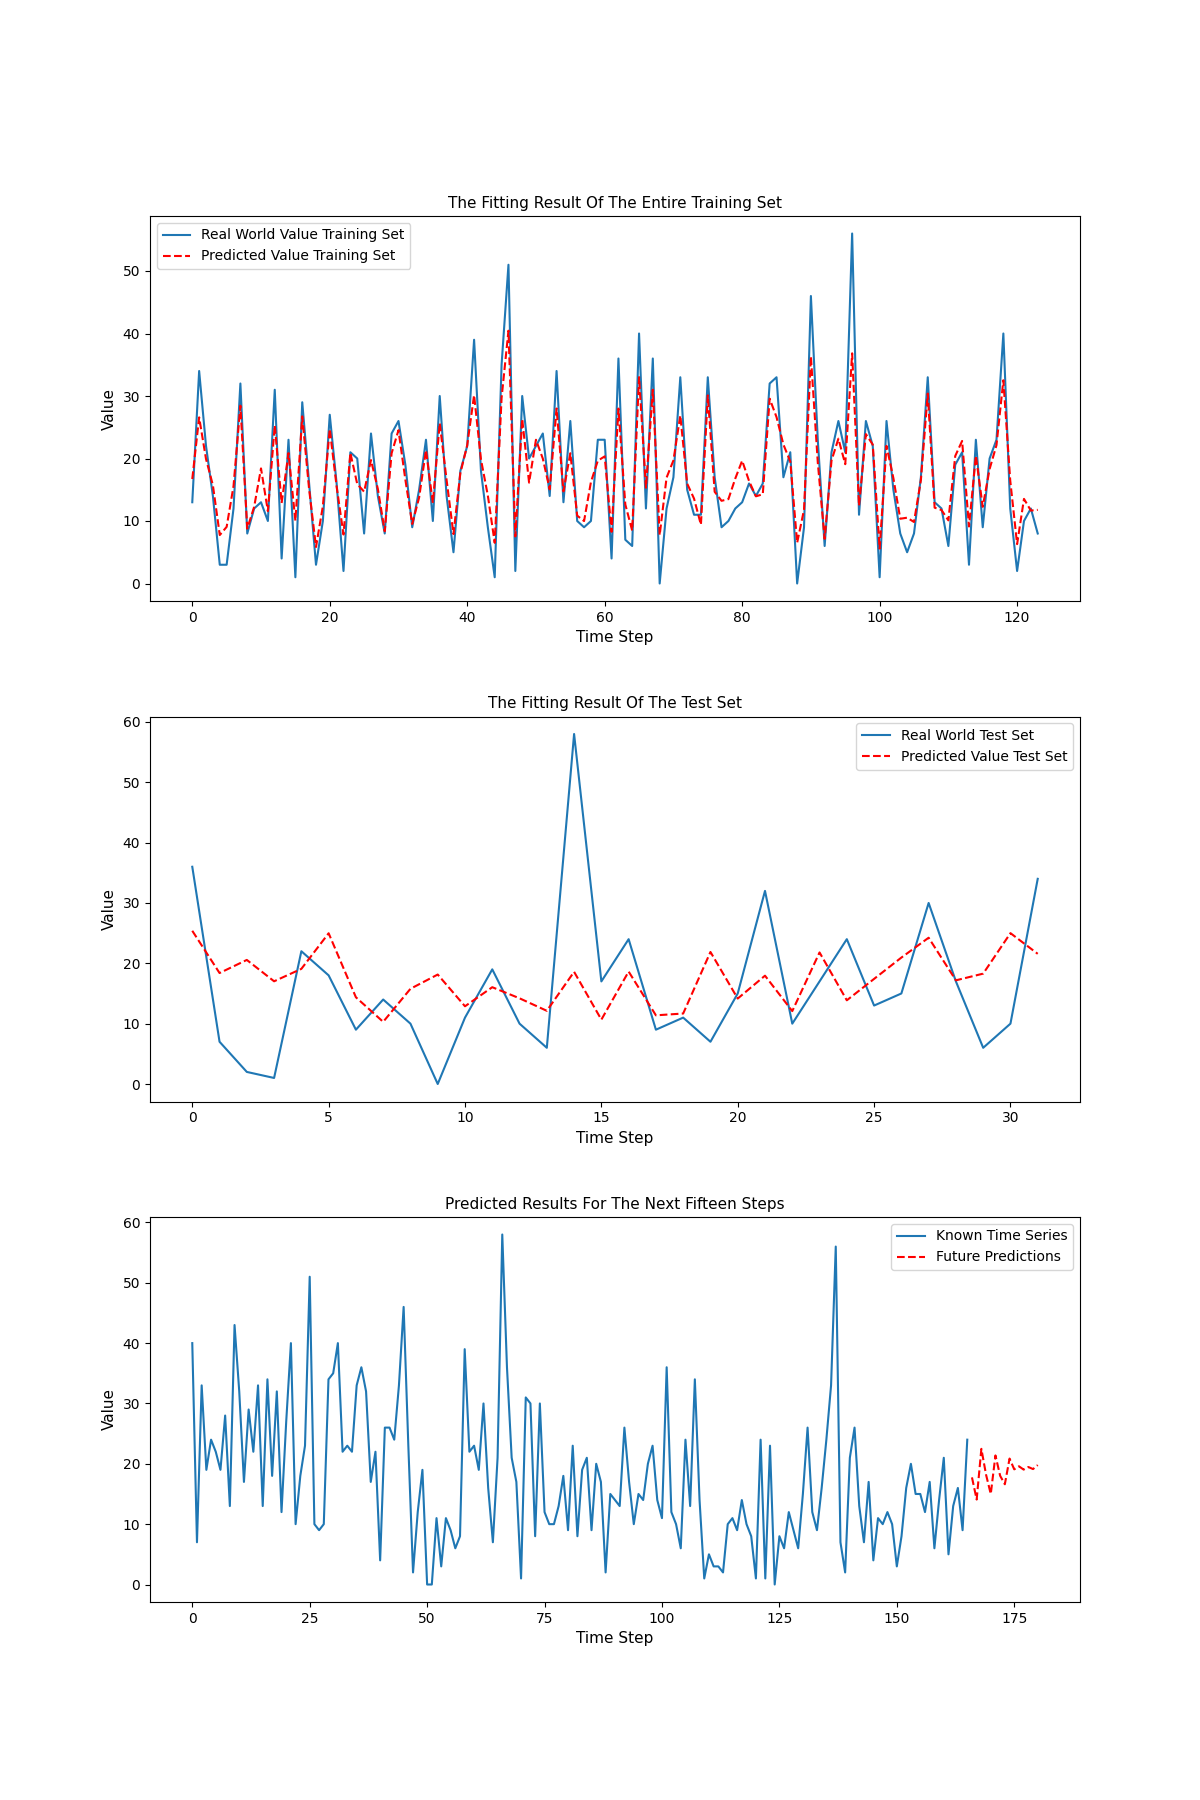 The Fitting Result Of The Entire Training Set
Real World Value Training Set
Predicted Value Training Set
Value
50
40
30
20
10
0
0 20 40 60 80 100 120
Time Step
The Fitting Result Of The Test Set
Real World Test Set
Predicted Value Test Set
Value
60
50
40
30
20
10
0
0 5 10 15 20 25 30
Time Step
Predicted Results For The Next Fifteen Steps
Known Time Series
Future Predictions
Value
60
50
40
30
20
10
0
0 25 50 75 100 125 150 175
Time Step